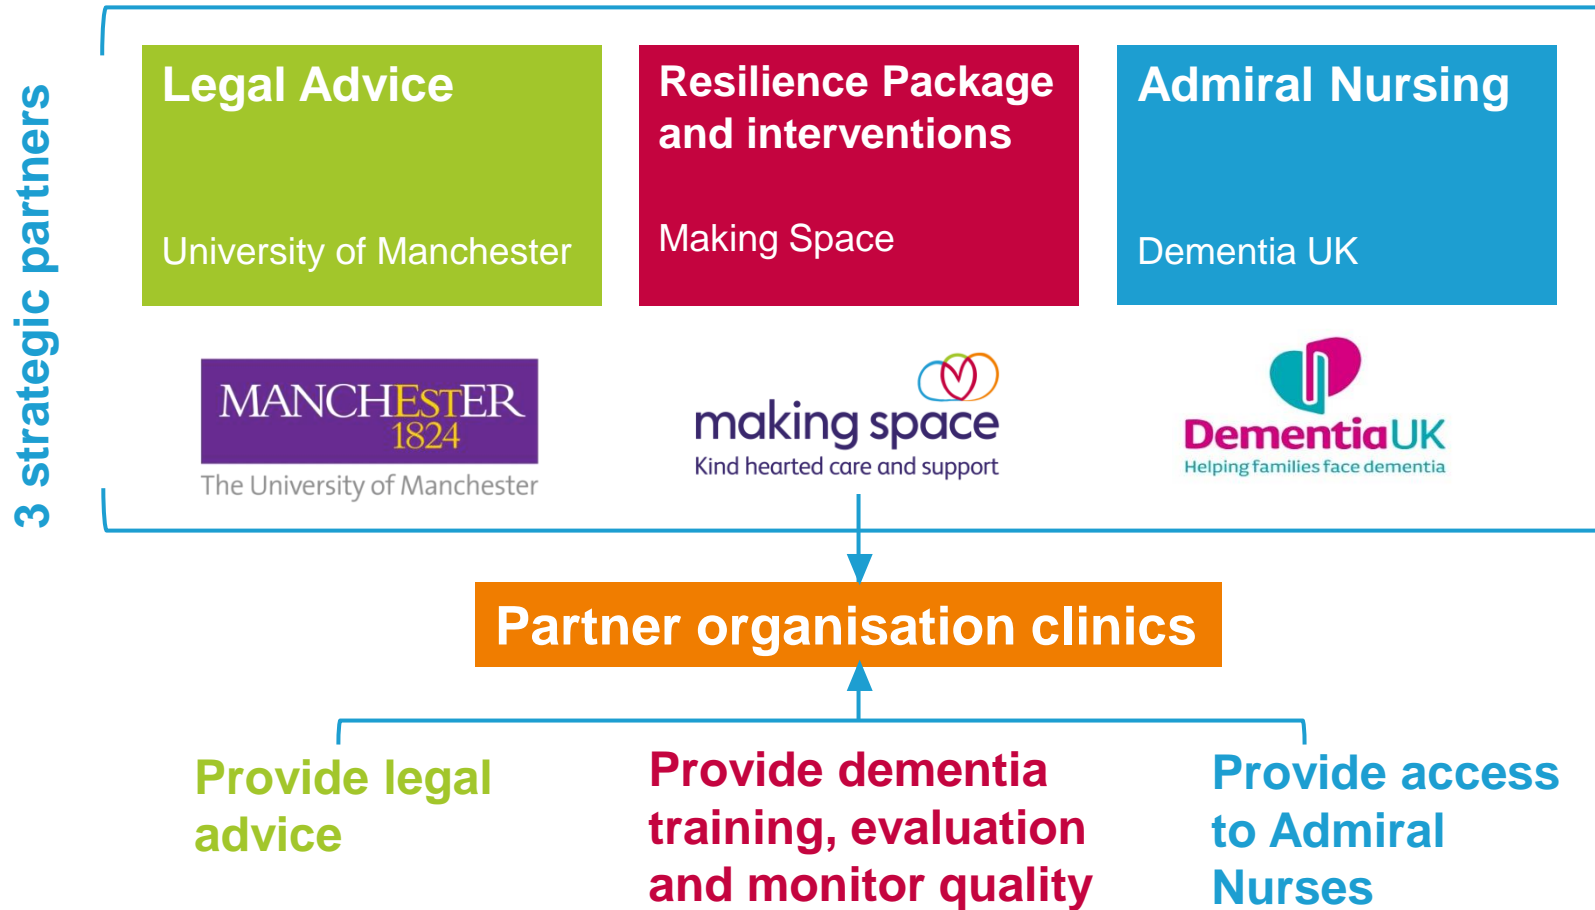 3 strategic partners
Legal Advice
University of Manchester
Resilience Package
and interventions
Making Space
Admiral Nursing
Dementia UK
MANCHESTER
1824
The University of Manchester
making space
Kind hearted care and support
DementiaUK
Helping families face dementia
Partner organisation clinics
Provide legal
advice
Provide dementia
training, evaluation
and monitor quality
Provide access
to Admiral
Nurses